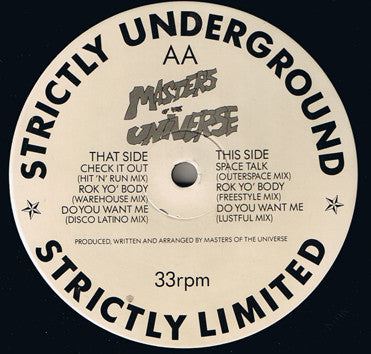 STRICTLY UNDERGROUND
AA
MASTERS
OF THE
UNIVERSE
THAT SIDE
CHECK IT OUT
(HIT 'N' RUN MIX)
ROK YO' BODY
(WAREHOUSE MIX)
DO YOU WANT ME
(DISCO LATINO MIX)
THIS SIDE
SPACE TALK
(OUTERSPACE MIX)
ROK YO' BODY
(FREESTYLE MIX)
DO YOU WANT ME
(LUSTFUL MIX)
PRODUCED, WRITTEN AND ARRANGED BY MASTERS OF THE UNIVERSE
33rpm
STRICTLY LIMITED